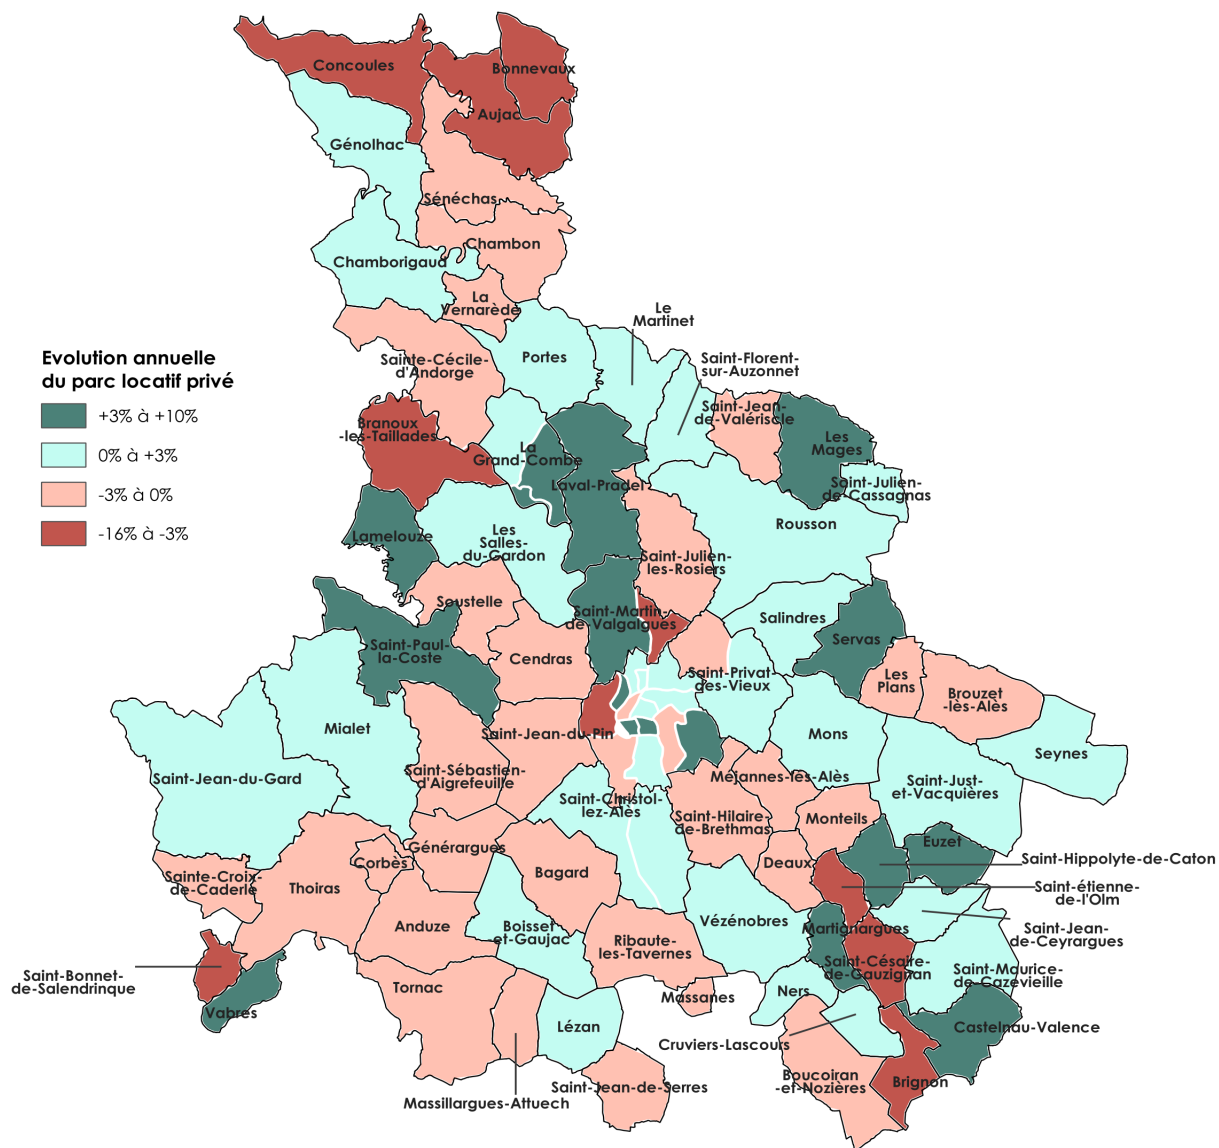 Concoules
Bonnevaux
Aujac
Génolhac
Sénéchas
Chambon
Chamborigaud
La
Vernarède
Le
Martinet
Evolution annuelle
du parc locatif privé
+3% à +10%
0% à +3%
-3% à 0%
-16% à -3%
Sainte-Cécile-
d'Andorge
Portes
Saint-Florent-
sur-Auzonnet
Saint-Jean-
de-Valériscle
Branoux
-les-Taillades
Les
Mages
La
Grand-Combe
Laval-Pradel
Saint-Julien-
de-Cassagnas
Rousson
Lamelouze
Les
Salles-
du-Gardon
Saint-Julien-
les-Rosiers
Soustelle
Saint-Martin-
de-Valgalgues
Salindres
Servas
Saint-Paul-
la-Coste
Cendras
Saint-Privat-
des-Vieux
Les
Plans
Brouzet
-lès-Alès
Mialet
Saint-Jean-du-Pin
Mons
Seynes
Saint-Jean-du-Gard
Saint-Sébastien-
d'Aigrefeuille
Méjannes-lès-Alès
Saint-Just-
et-Vacquières
Saint-Christol-
lez-Alès
Saint-Hilaire-
de-Brethmas
Monteils
Euzet
Générargues
Corbès
Deaux
Saint-Hippolyte-de-Caton
Sainte-Croix-
de-Caderle
Thoiras
Bagard
Saint-étienne-
de-l'Olm
Anduze
Boisset-
et-Gaujac
Vézénobres
Martignargues
Saint-Jean-
de-Ceyrargues
Ribaute-
les-Tavernes
Saint-Césaire-
de-Gauzignan
Saint-Maurice-
de-Cazevieille
Saint-Bonnet-
de-Salendrinque
Tornac
Massanes
Ners
Vabres
Lézan
Castelnau-Valence
Cruviers-Lascours
Boucoiran
-et-Nozières
Brignon
Saint-Jean-de-Serres
Massillargues-Attuech